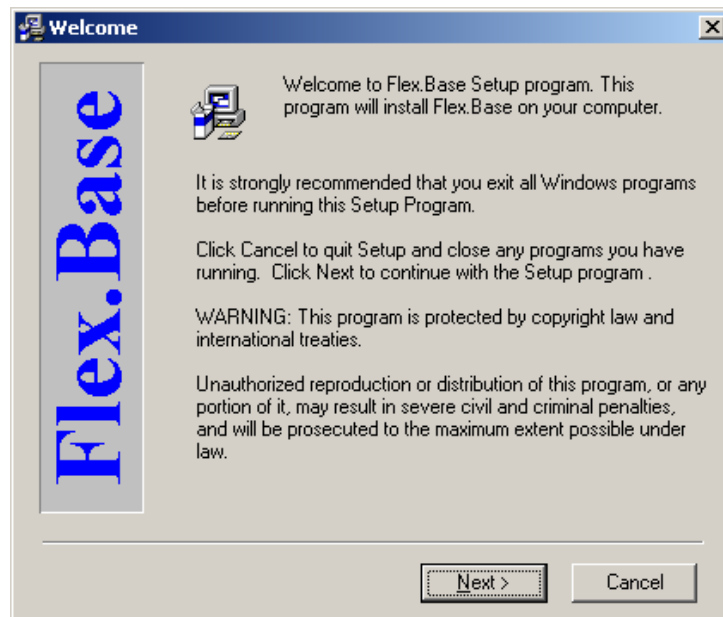 Welcome
Flex.Base
Welcome to Flex.Base Setup program. This
program will install Flex.Base on your computer.
It is strongly recommended that you exit all Windows programs
before running this Setup Program.
Click Cancel to quit Setup and close any programs you have
running.  Click Next to continue with the Setup program .
WARNING: This program is protected by copyright law and
international treaties.
Unauthorized reproduction or distribution of this program, or any
portion of it, may result in severe civil and criminal penalties,
and will be prosecuted to the maximum extent possible under
law.
Next >
Cancel